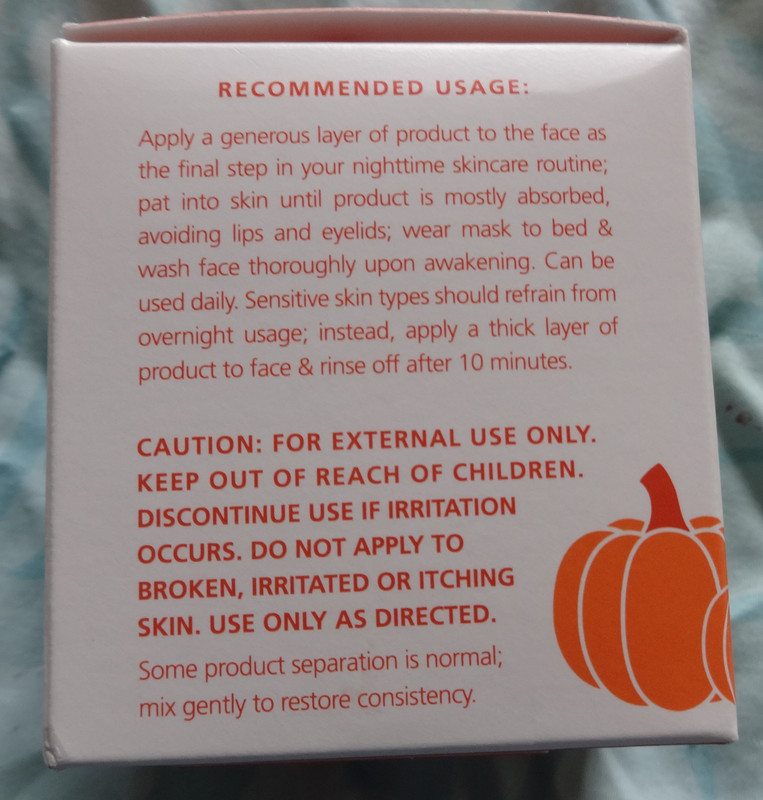 RECOMMENDED USAGE:
Apply a generous layer of product to the face as
the final step in your nighttime skincare routine;
pat into skin until product is mostly absorbed,
avoiding lips and eyelids; wear mask to bed &
wash face thoroughly upon awakening. Can be
used daily. Sensitive skin types should refrain from
overnight usage; instead, apply a thick layer of
product to face & rinse off after 10 minutes.
CAUTION: FOR EXTERNAL USE ONLY.
KEEP OUT OF REACH OF CHILDREN.
DISCONTINUE USE IF IRRITATION
OCCURS. DO NOT APPLY TO
BROKEN, IRRITATED OR ITCHING
SKIN. USE ONLY AS DIRECTED.
Some product separation is normal;
mix gently to restore consistency.